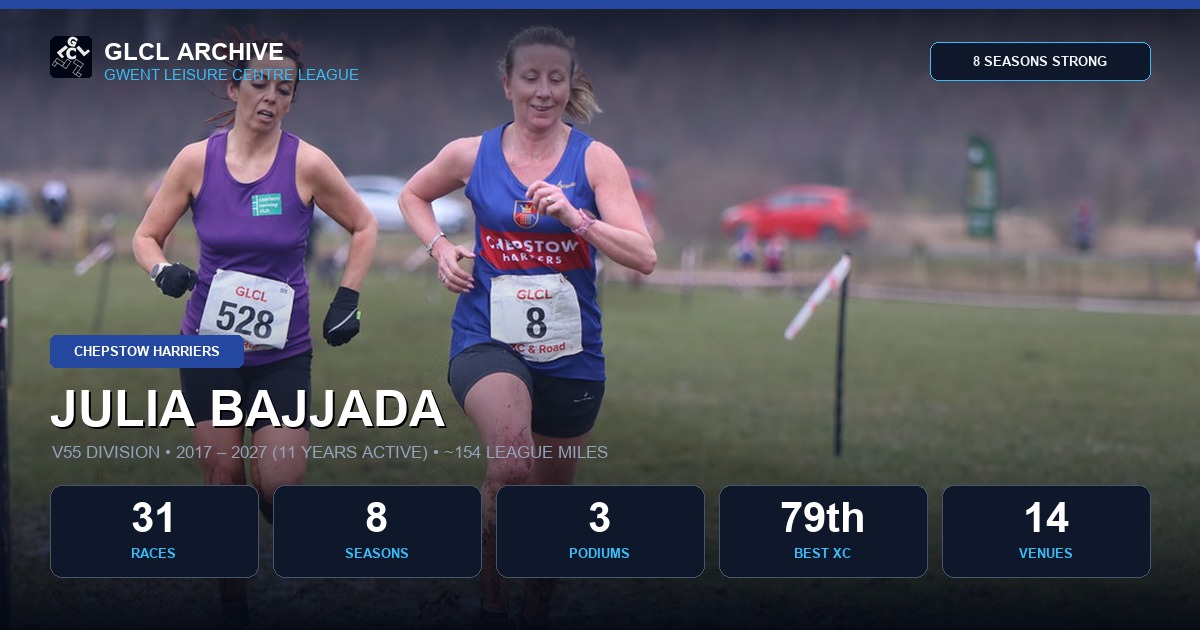 GLCL ARCHIVE
GWENT LEISURE CENTRE LEAGUE
8 SEASONS STRONG
CHEPSTOW
HARRIERS
GLCL
528
GLCL
8
XC & Road
CHEPSTOW HARRIERS
JULIA BAJJADA
V55 DIVISION • 2017 – 2027 (11 YEARS ACTIVE) • ~154 LEAGUE MILES
31
RACES
8
SEASONS
3
PODIUMS
79th
BEST XC
14
VENUES